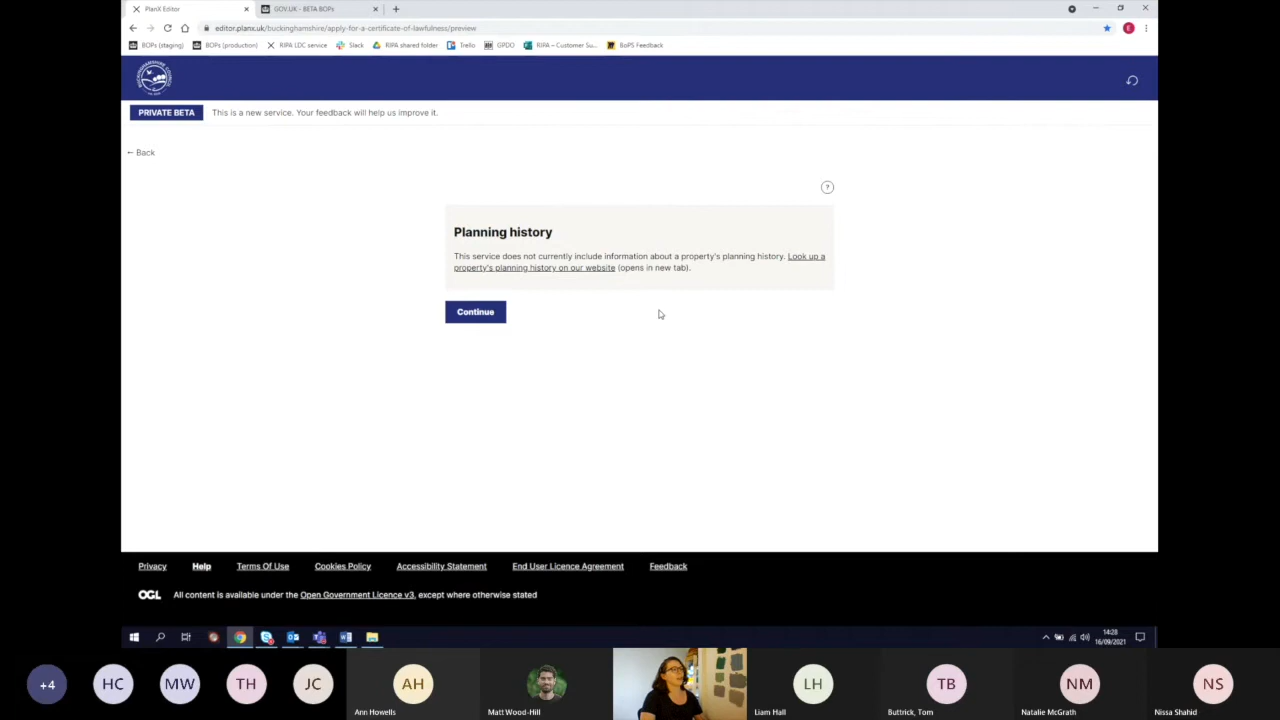 PlanX Editor
GOV.UK - BETA BOPs
editor.planx.uk/buckinghamshire/apply-for-a-certificate-of-lawfulness/preview
E
BOPs (staging) BOPs (production) RIPA LDC service Slack RIPA shared folder Trello GPDO RIPA – Customer Su... BoPS Feedback
PRIVATE BETA This is a new service. Your feedback will help us improve it.
← Back
?
Planning history
This service does not currently include information about a property's planning history. Look up a
property's planning history on our website (opens in new tab).
Continue
Privacy Help Terms Of Use Cookies Policy Accessibility Statement End User Licence Agreement Feedback
OGL All content is available under the Open Government Licence v3, except where otherwise stated
14:28
16/09/2021
+4 HC MW TH JC AH LH TB NM NS
Ann Howells Matt Wood-Hill Liam Hall Buttrick, Tom Natalie McGrath Nissa Shahid